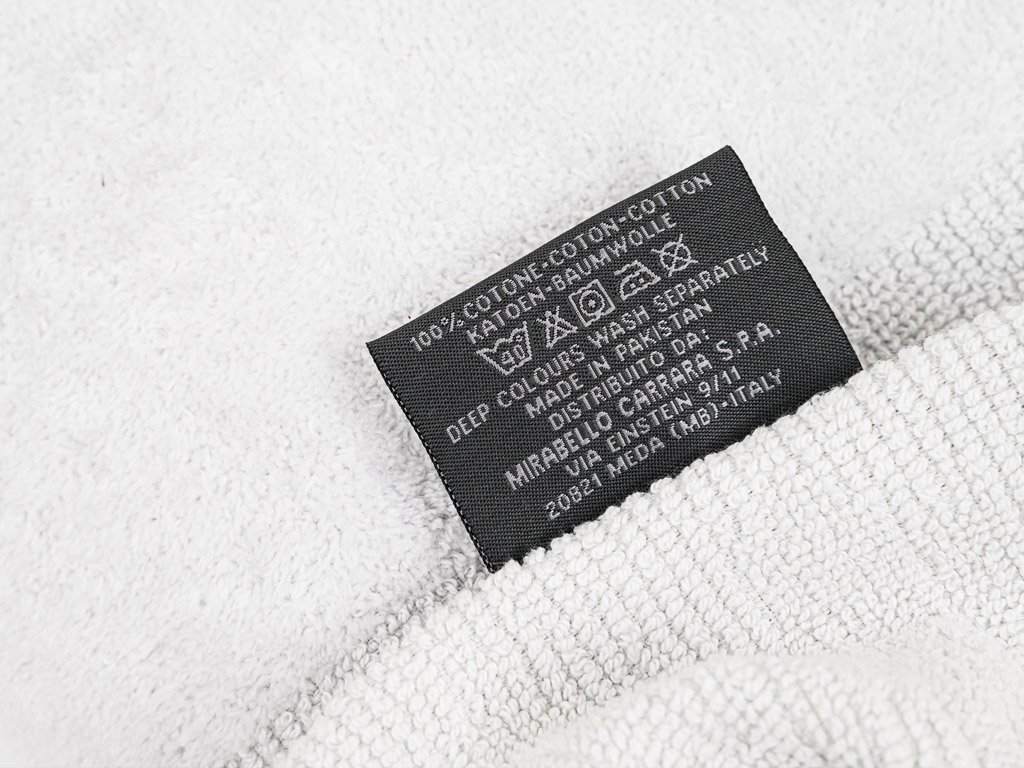 100% COTONE-COTON-COTTON
KATOEN-BAUMWOLLE
40
DEEP COLOURS WASH SEPARATELY
MADE IN PAKISTAN
DISTRIBUITO DA:
MIRABELLO CARRARA S.P.A.
VIA EINSTEIN 9/11
20821 MEDA (MB)-ITALY